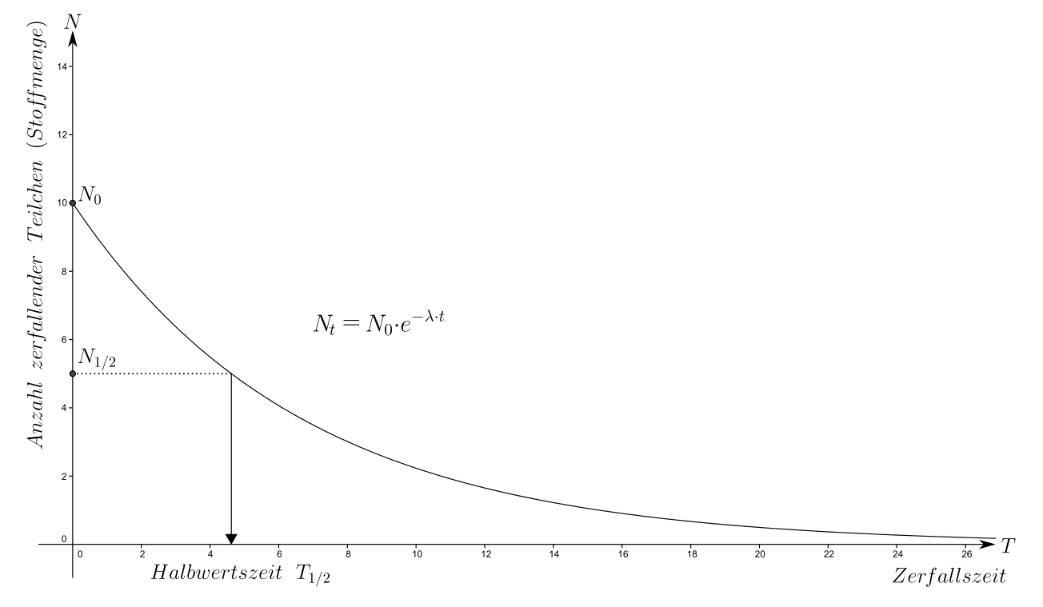 N
Anzahl zerfallender Teilchen (Stoffmenge)
14
12
10
N₀
8
6
N₁/₂
4
2
0
Nₜ = N₀·e^{−λ·t}
0 2 4 6 8 10 12 14 16 18 20 22 24 26
T
Halbwertszeit T₁/₂
Zerfallszeit